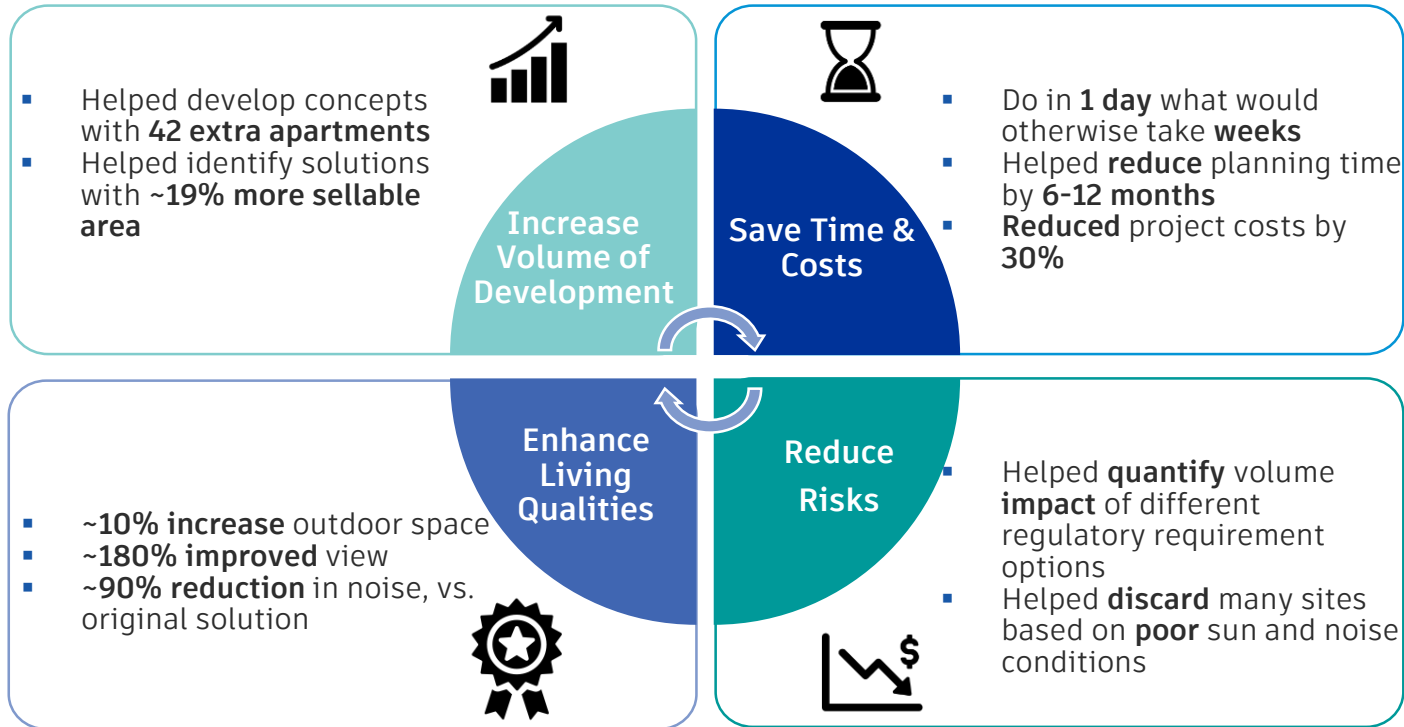 ▪ Helped develop concepts
with 42 extra apartments
▪ Helped identify solutions
with ~19% more sellable
area
Increase
Volume of
Development
Save Time &
Costs
▪ Do in 1 day what would
otherwise take weeks
▪ Helped reduce planning time
by 6-12 months
▪ Reduced project costs by
30%
▪ ~10% increase outdoor space
▪ ~180% improved view
▪ ~90% reduction in noise, vs.
original solution
Enhance
Living
Qualities
Reduce
Risks
▪ Helped quantify volume
impact of different
regulatory requirement
options
▪ Helped discard many sites
based on poor sun and noise
conditions
$